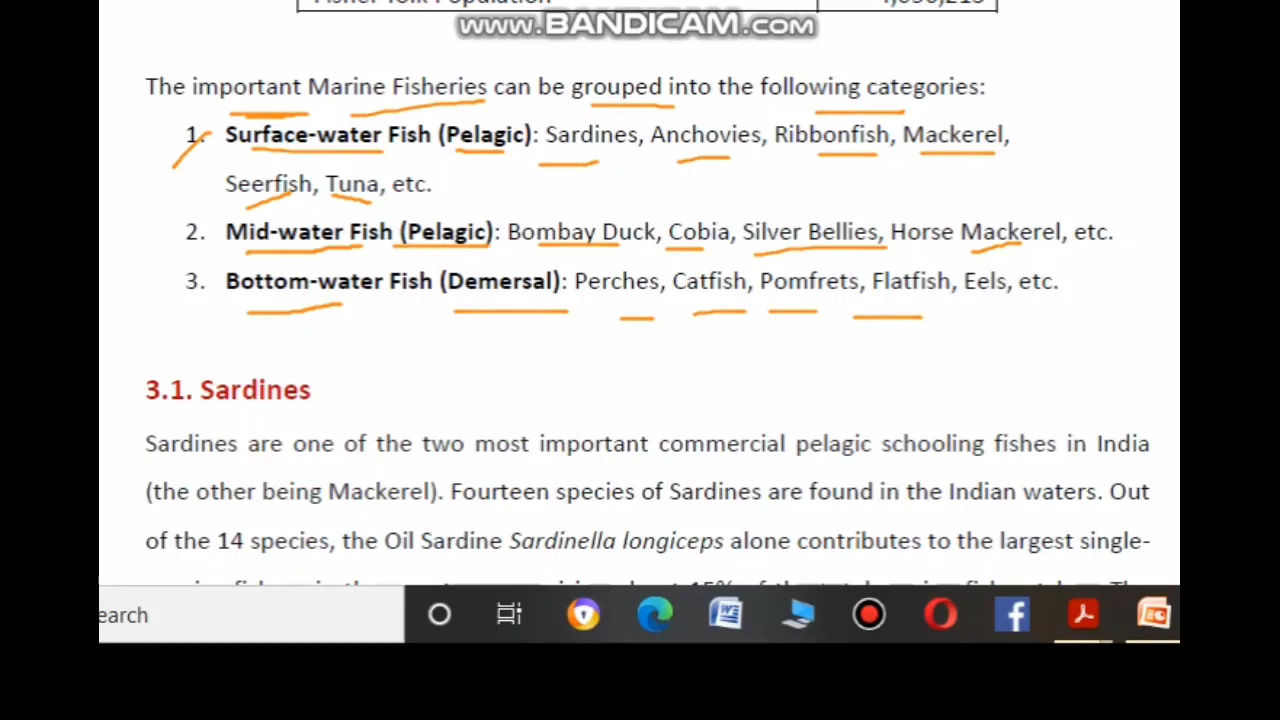 Fisher Folk Population
WWW.BANDICAM.COM
The important Marine Fisheries can be grouped into the following categories:
1. Surface-water Fish (Pelagic): Sardines, Anchovies, Ribbonfish, Mackerel,
Seerfish, Tuna, etc.
2. Mid-water Fish (Pelagic): Bombay Duck, Cobia, Silver Bellies, Horse Mackerel, etc.
3. Bottom-water Fish (Demersal): Perches, Catfish, Pomfrets, Flatfish, Eels, etc.
3.1. Sardines
Sardines are one of the two most important commercial pelagic schooling fishes in India
(the other being Mackerel). Fourteen species of Sardines are found in the Indian waters. Out
of the 14 species, the Oil Sardine Sardinella longiceps alone contributes to the largest single-
earch